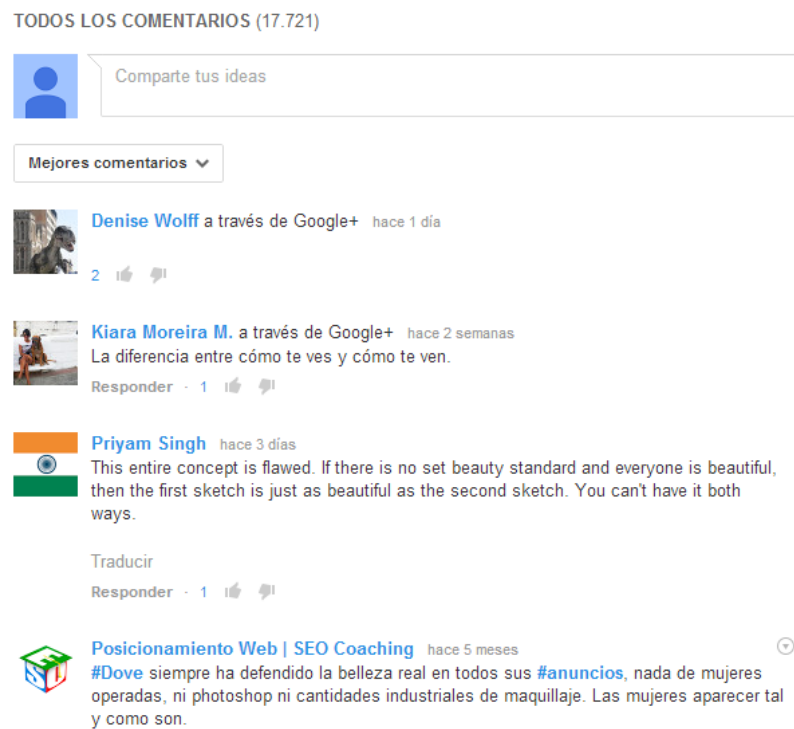 TODOS LOS COMENTARIOS (17.721)
Comparte tus ideas
Mejores comentarios
Denise Wolff a través de Google+ hace 1 día
2
Kiara Moreira M. a través de Google+ hace 2 semanas
La diferencia entre cómo te ves y cómo te ven.
Responder · 1
Priyam Singh hace 3 días
This entire concept is flawed. If there is no set beauty standard and everyone is beautiful,
then the first sketch is just as beautiful as the second sketch. You can't have it both
ways.
Traducir
Responder · 1
Posicionamiento Web | SEO Coaching hace 5 meses
#Dove siempre ha defendido la belleza real en todos sus #anuncios, nada de mujeres
operadas, ni photoshop ni cantidades industriales de maquillaje. Las mujeres aparecer tal
y como son.